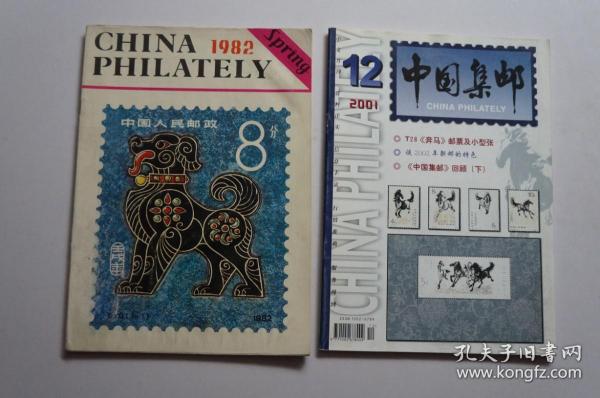 CHINA 1982
PHILATELY
Spring
中国人民邮政
8分
1982
CHINA PHILATELY
12
2001
中国集邮
CHINA PHILATELY
T28《奔马》邮票及小型张
谈2002年新邮的特色
《中国集邮》回顾（下）
孔夫子旧书网
www.kongfz.com